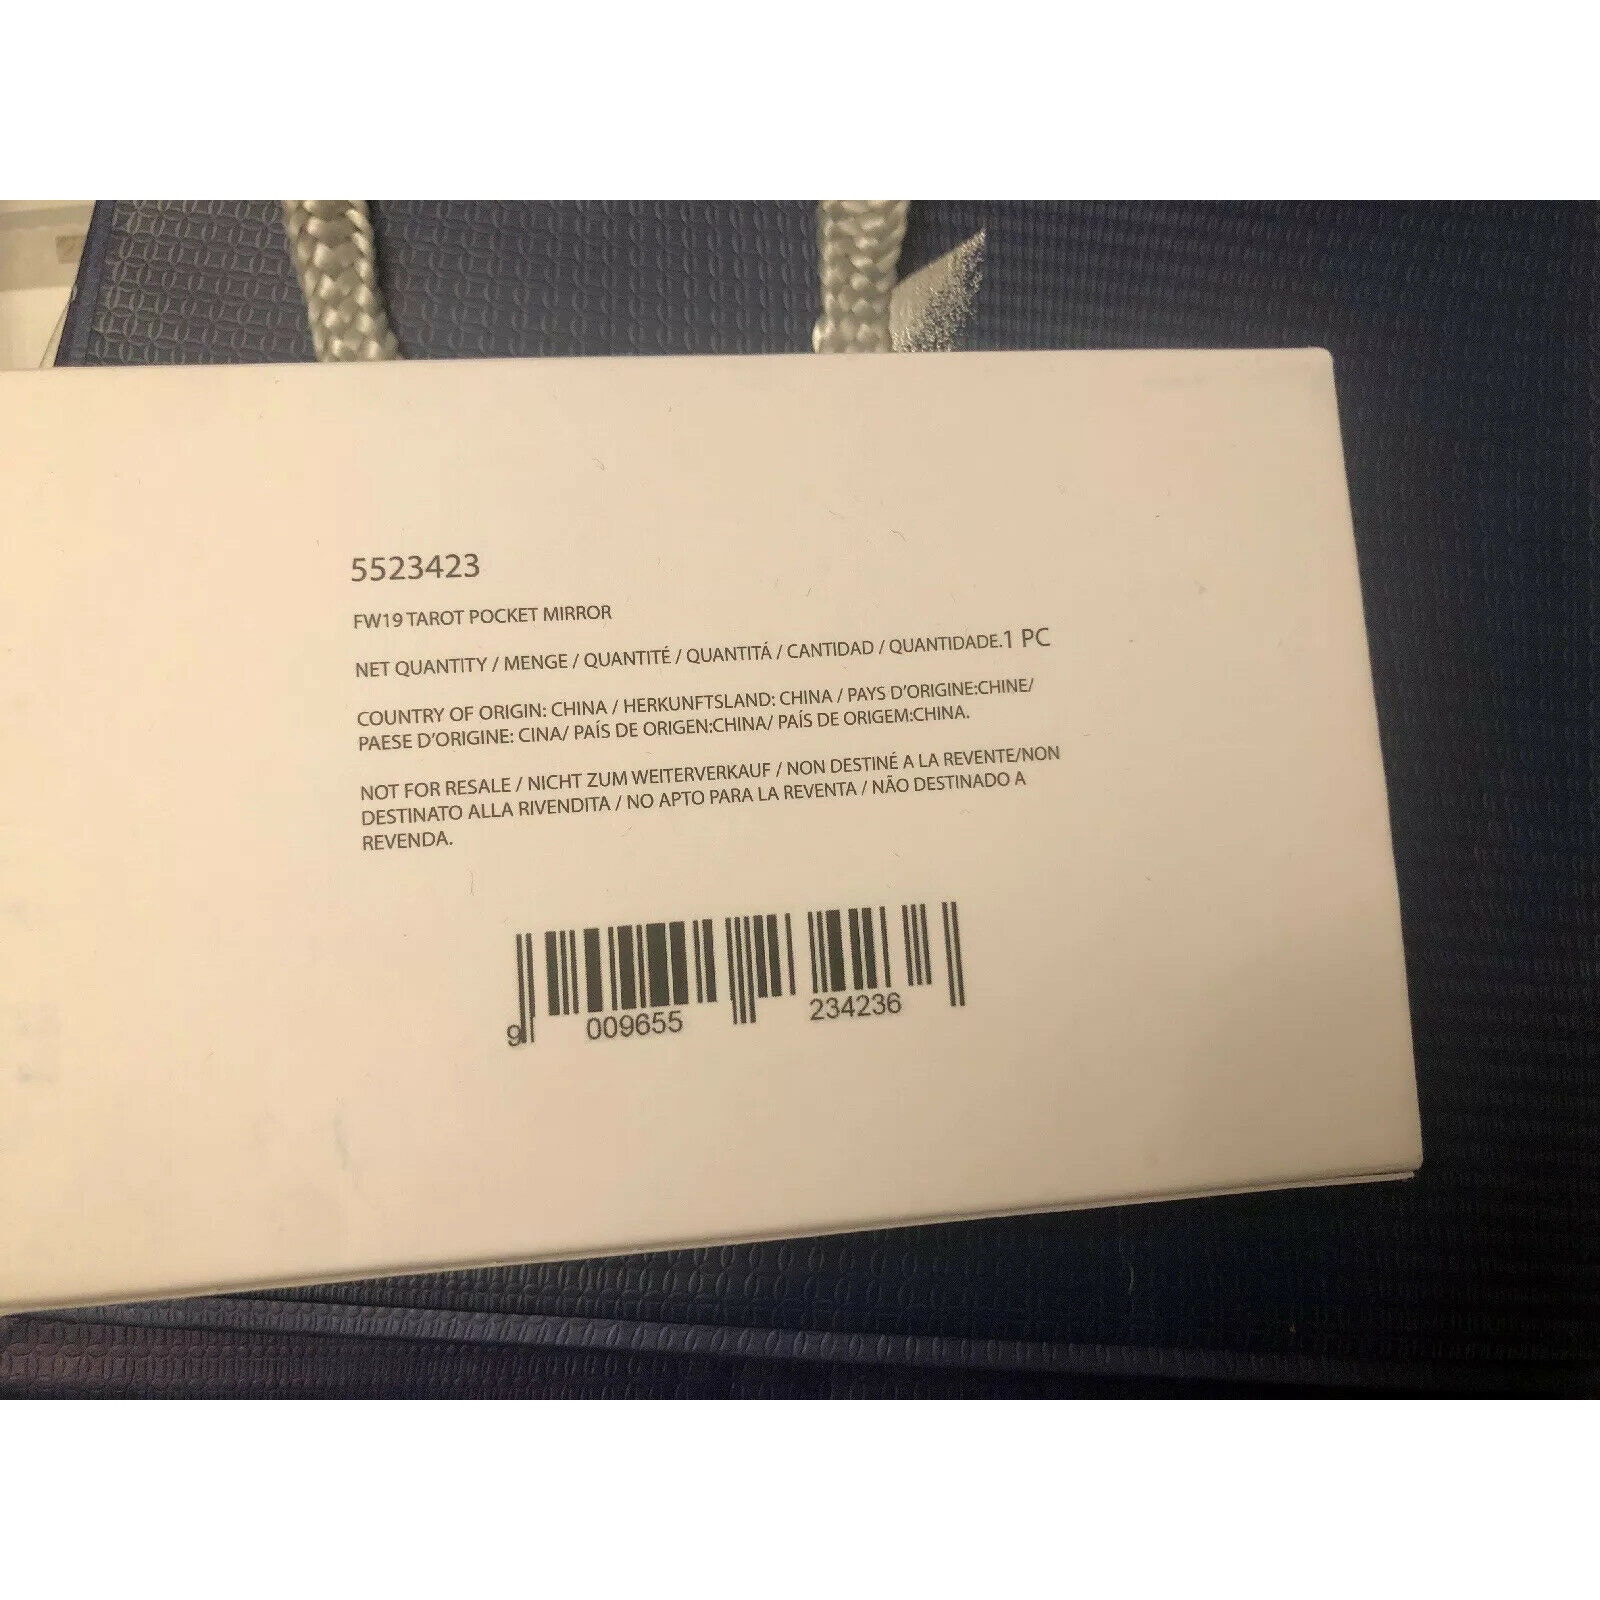 5523423
FW19 TAROT POCKET MIRROR
NET QUANTITY / MENGE / QUANTITÉ / QUANTITÁ / CANTIDAD / QUANTIDADE.1 PC
COUNTRY OF ORIGIN: CHINA / HERKUNFTSLAND: CHINA / PAYS D'ORIGINE:CHINE/
PAESE D'ORIGINE: CINA/ PAÍS DE ORIGEN:CHINA/ PAÍS DE ORIGEM:CHINA.
NOT FOR RESALE / NICHT ZUM WEITERVERKAUF / NON DESTINÉ A LA REVENTE/NON
DESTINATO ALLA RIVENDITA / NO APTO PARA LA REVENTA / NÃO DESTINADO A
REVENDA.
9 009655 234236